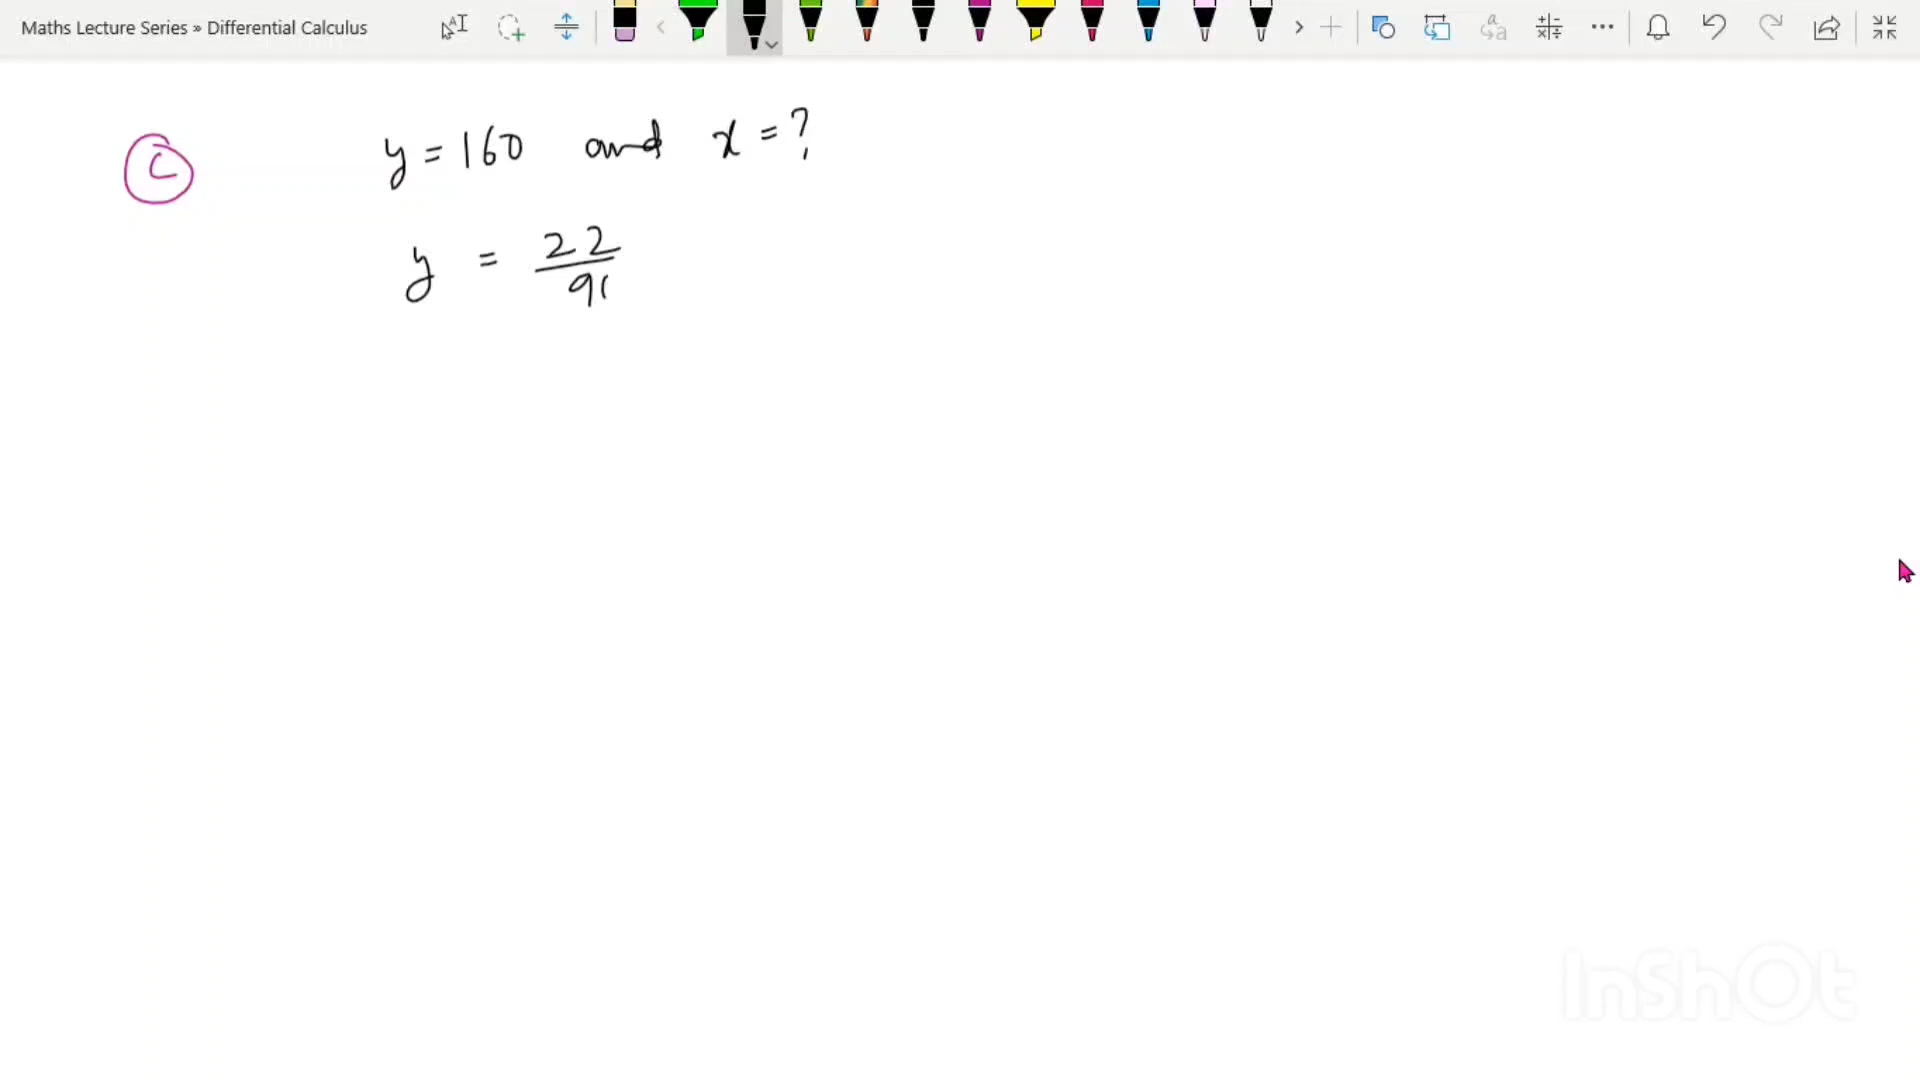 Maths Lecture Series » Differential Calculus
C
y = 160 and x = ?
y = 22/91
InShOt